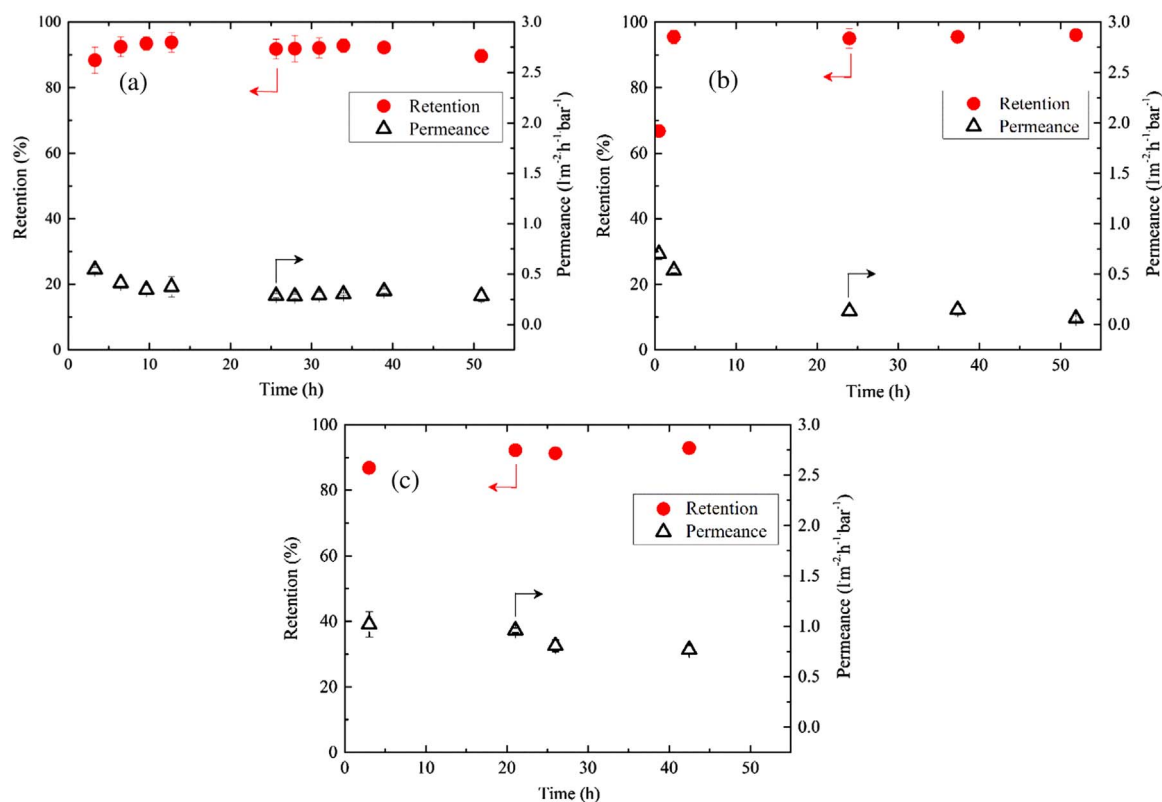 (a)
Retention (%)
100
80
60
40
20
0
Retention
Permeance
3.0
2.5
2.0
1.5
1.0
0.5
0.0
Permeance (l·m⁻²·h⁻¹·bar⁻¹)
0 10 20 30 40 50
Time (h)
(b)
Retention (%)
100
80
60
40
20
0
Retention
Permeance
3.0
2.5
2.0
1.5
1.0
0.5
0.0
Permeance (l·m⁻²·h⁻¹·bar⁻¹)
0 10 20 30 40 50
Time (h)
(c)
Retention (%)
100
80
60
40
20
0
Retention
Permeance
3.0
2.5
2.0
1.5
1.0
0.5
0.0
Permeance (l·m⁻²·h⁻¹·bar⁻¹)
0 10 20 30 40 50
Time (h)